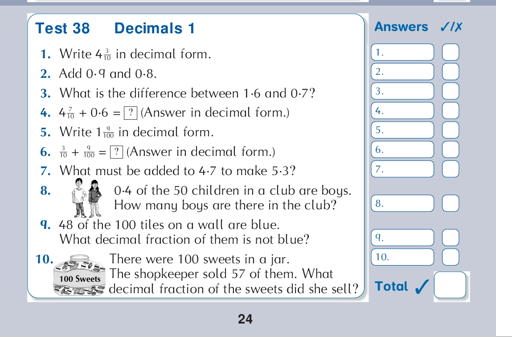 Test 38 Decimals 1
Answers ✓/✗
1. Write 4 3/10 in decimal form.
2. Add 0·9 and 0·8.
3. What is the difference between 1·6 and 0·7?
4. 4 7/10 + 0·6 = ? (Answer in decimal form.)
5. Write 1 9/100 in decimal form.
6. 3/10 + 9/100 = ? (Answer in decimal form.)
7. What must be added to 4·7 to make 5·3?
8. 0·4 of the 50 children in a club are boys.
How many boys are there in the club?
9. 48 of the 100 tiles on a wall are blue.
What decimal fraction of them is not blue?
10. There were 100 sweets in a jar.
The shopkeeper sold 57 of them. What
decimal fraction of the sweets did she sell?
100 Sweets
1.
2.
3.
4.
5.
6.
7.
8.
9.
10.
Total ✓
24